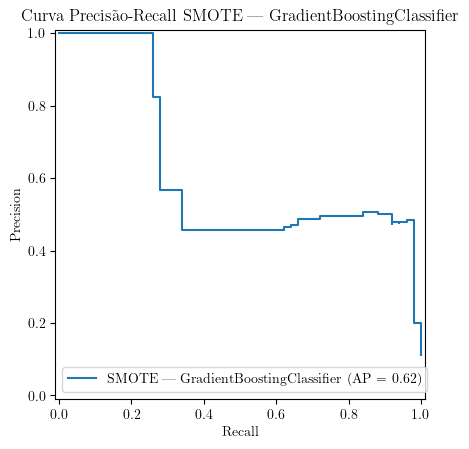 Curva Precisão-Recall SMOTE — GradientBoostingClassifier
1.0
0.8
0.6
0.4
0.2
0.0
Precision
SMOTE — GradientBoostingClassifier (AP = 0.62)
0.0 0.2 0.4 0.6 0.8 1.0
Recall